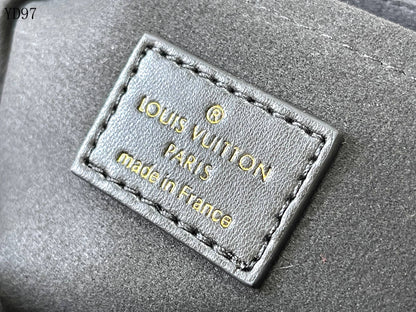 YD97
®
LOUIS VUITTON
PARIS
made in France